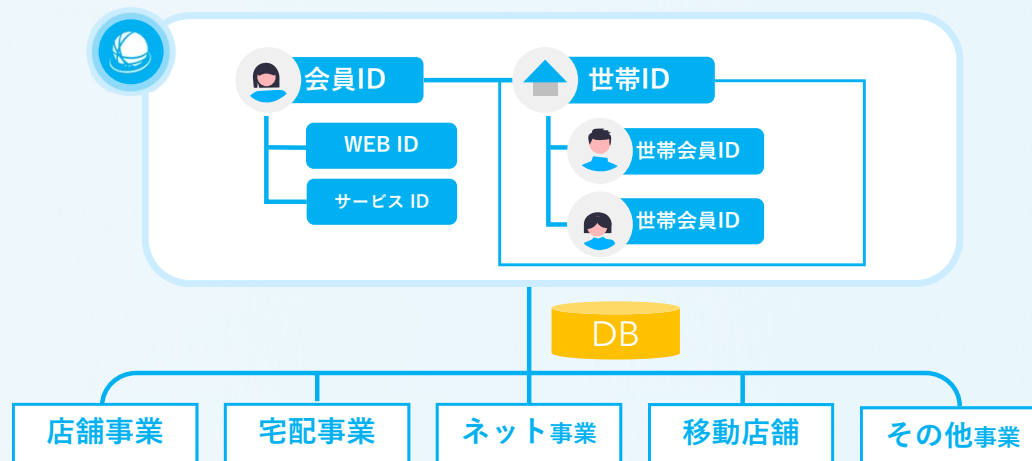 会員ID
世帯ID
WEB ID
世帯会員ID
サービス ID
世帯会員ID
DB
店舗事業
宅配事業
ネット事業
移動店舗
その他事業